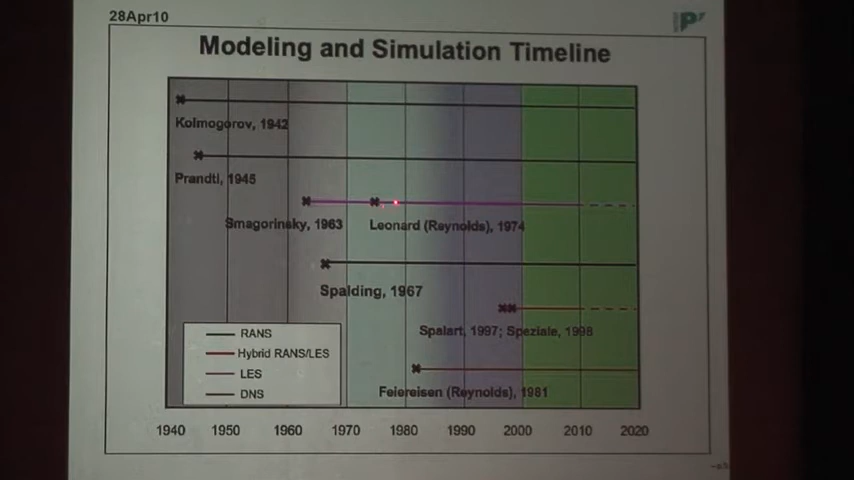 28Apr10
Modeling and Simulation Timeline
Kolmogorov, 1942
Prandtl, 1945
Smagorinsky, 1963
Leonard (Reynolds), 1974
Spalding, 1967
Spalart, 1997; Speziale, 1998
Feiereisen (Reynolds), 1981
RANS
Hybrid RANS/LES
LES
DNS
1940 1950 1960 1970 1980 1990 2000 2010 2020